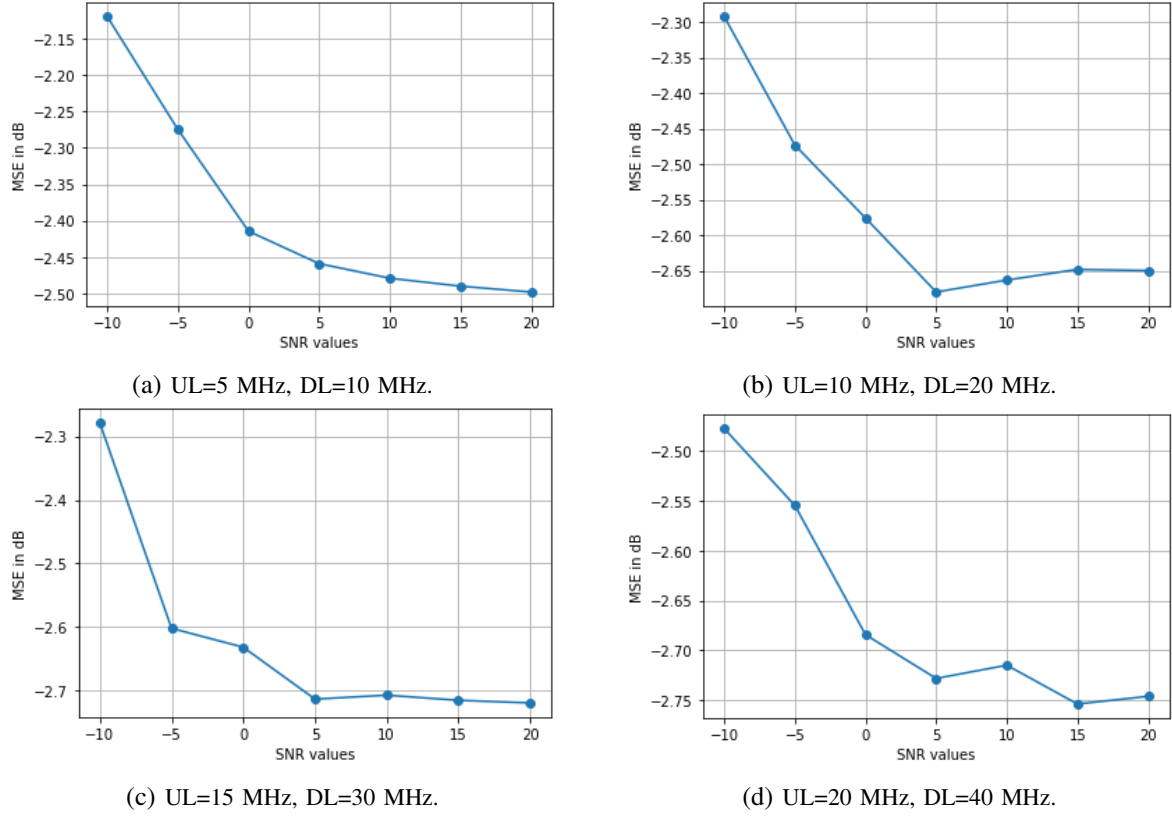 −2.15
−2.20
−2.25
−2.30
−2.35
−2.40
−2.45
−2.50
MSE in dB
−10 −5 0 5 10 15 20
SNR values
(a) UL=5 MHz, DL=10 MHz.
−2.30
−2.35
−2.40
−2.45
−2.50
−2.55
−2.60
−2.65
MSE in dB
−10 −5 0 5 10 15 20
SNR values
(b) UL=10 MHz, DL=20 MHz.
−2.3
−2.4
−2.5
−2.6
−2.7
MSE in dB
−10 −5 0 5 10 15 20
SNR values
(c) UL=15 MHz, DL=30 MHz.
−2.50
−2.55
−2.60
−2.65
−2.70
−2.75
MSE in dB
−10 −5 0 5 10 15 20
SNR values
(d) UL=20 MHz, DL=40 MHz.